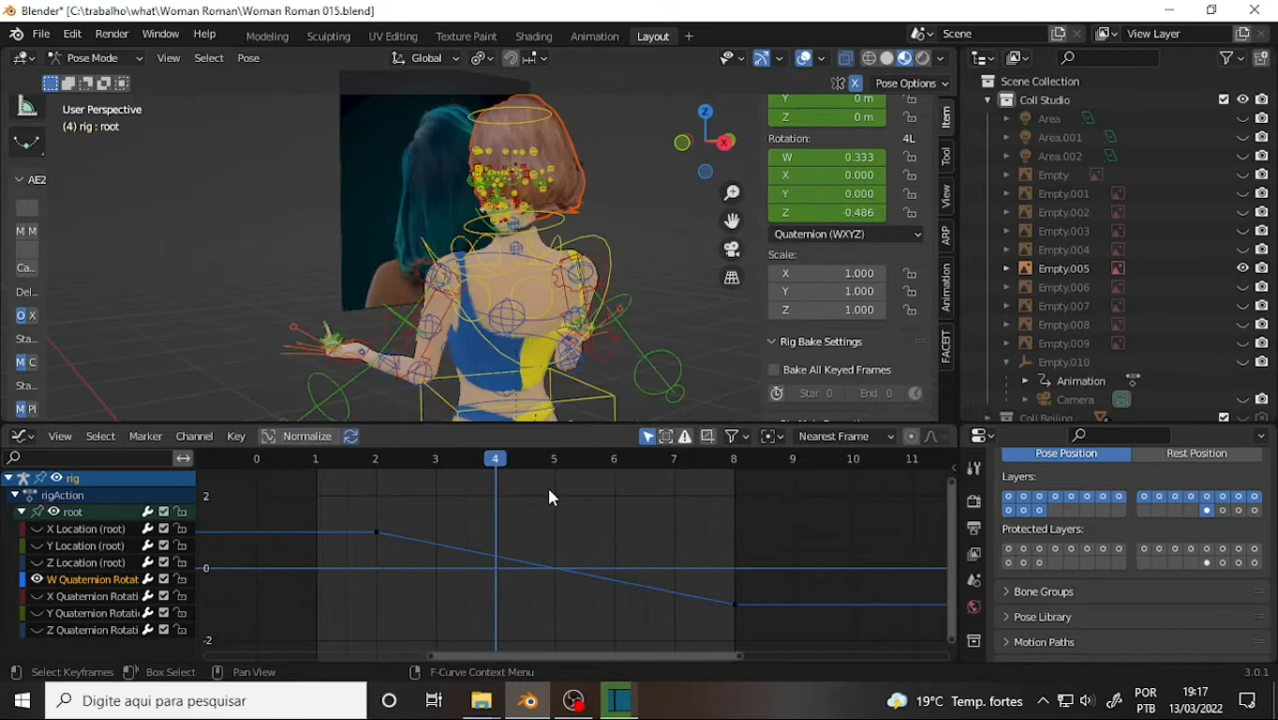 Blender* [C:\trabalho\what\Woman Roman\Woman Roman 015.blend]
File Edit Render Window Help Modeling Sculpting UV Editing Texture Paint Shading Animation Layout + Scene View Layer
Pose Mode View Select Pose Global
X Pose Options
User Perspective
(4) rig : root
AE2
M M
Ca...
Del...
O X
Sta...
M C
Sta...
M Pl
Z
X
Y 0 m
Z 0 m
Rotation: 4L
W 0.333
X 0.000
Y 0.000
Z -0.486
Quaternion (WXYZ)
Scale:
X 1.000
Y 1.000
Z 1.000
Rig Bake Settings
Bake All Keyed Frames
Start 0 End 0
Item
Tool
View
ARP
Animation
FACEIT
Scene Collection
Coll Studio
Area
Area.001
Area.002
Empty
Empty.001
Empty.002
Empty.003
Empty.004
Empty.005
Empty.006
Empty.007
Empty.008
Empty.009
Empty.010
Animation
Camera
Coll Beijing
View Select Marker Channel Key Normalize Nearest Frame
0 1 2 3 4 5 6 7 8 9 10 11
rig
rigAction
root
X Location (root)
Y Location (root)
Z Location (root)
W Quaternion Rotat
X Quaternion Rotati
Y Quaternion Rotati
Z Quaternion Rotati
2
0
-2
Pose Position Rest Position
Layers:
Protected Layers:
Bone Groups
Pose Library
Motion Paths
Select Keyframes Box Select Pan View F-Curve Context Menu 3.0.1
Digite aqui para pesquisar
19°C Temp. fortes
POR
PTB
19:17
13/03/2022